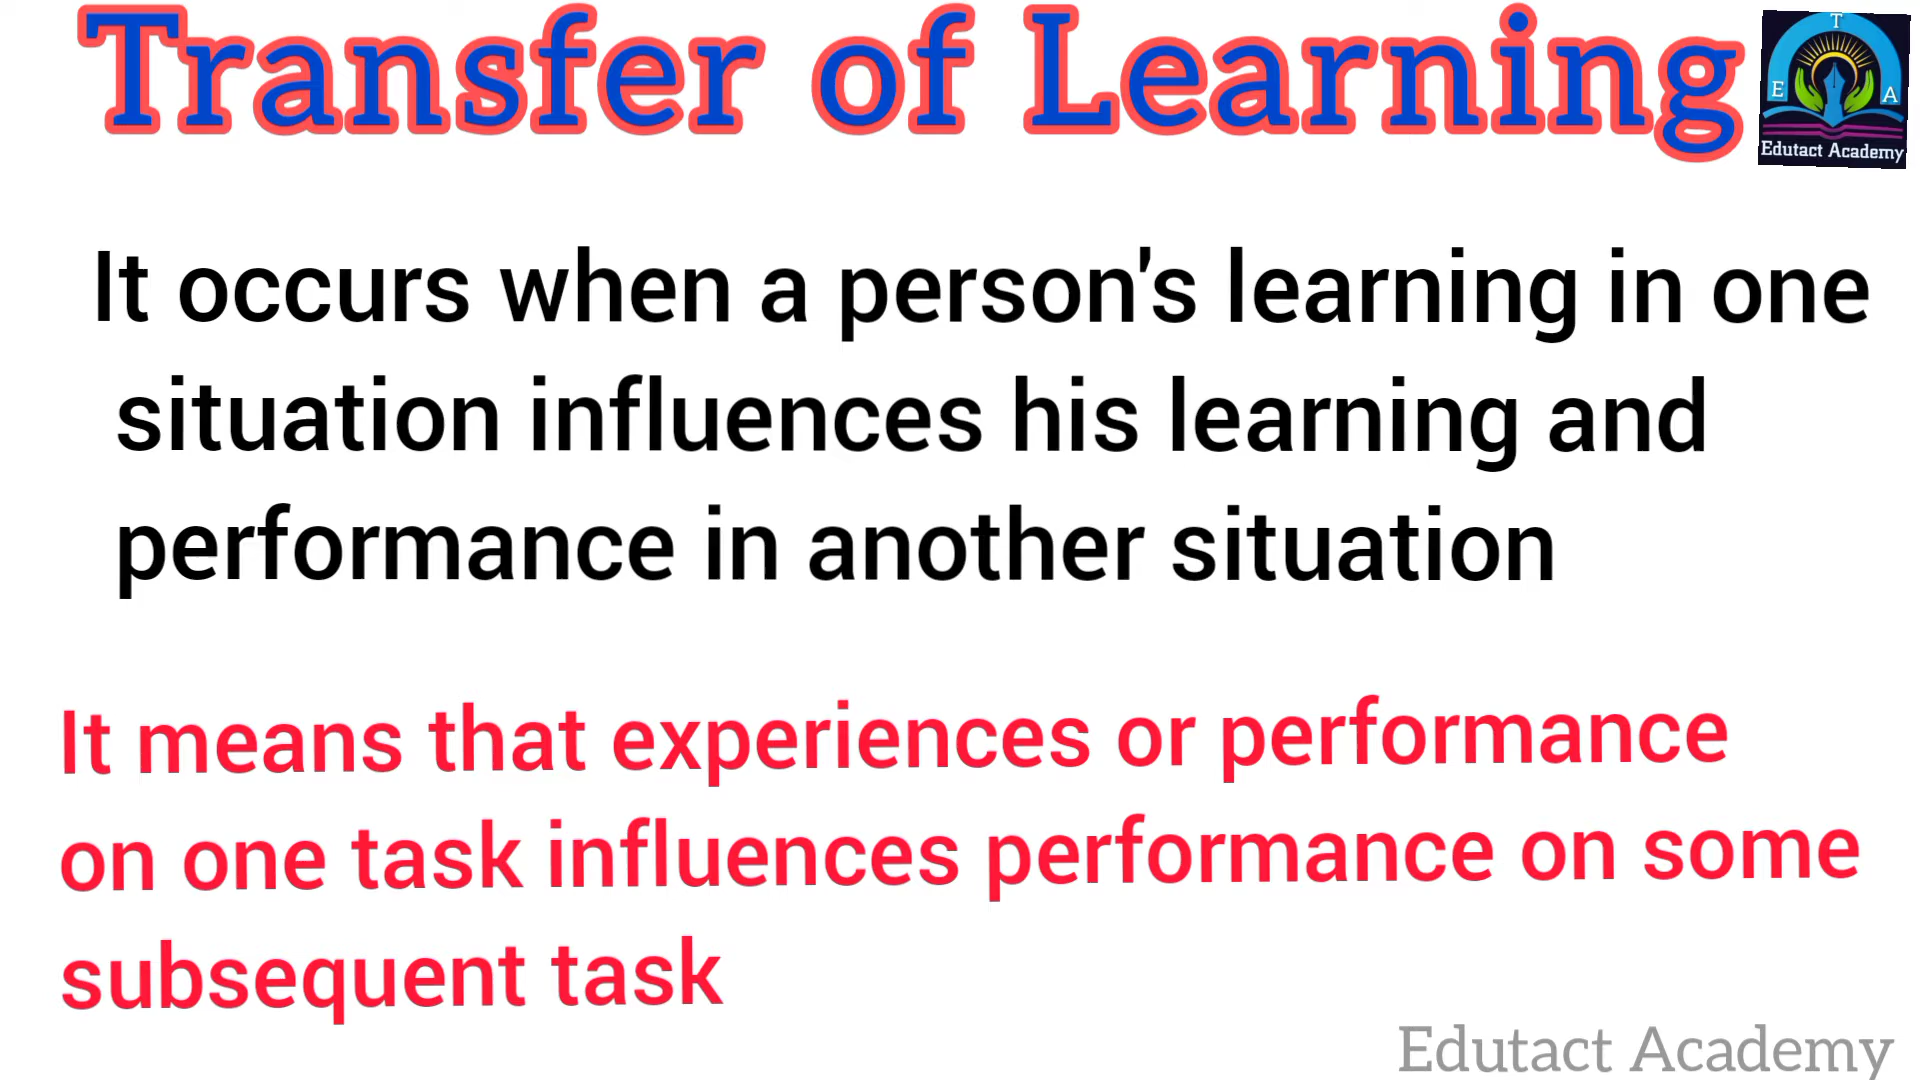 Transfer of Learning
T
E A
Edutact Academy
It occurs when a person's learning in one
situation influences his learning and
performance in another situation
It means that experiences or performance
on one task influences performance on some
subsequent task
Edutact Academy